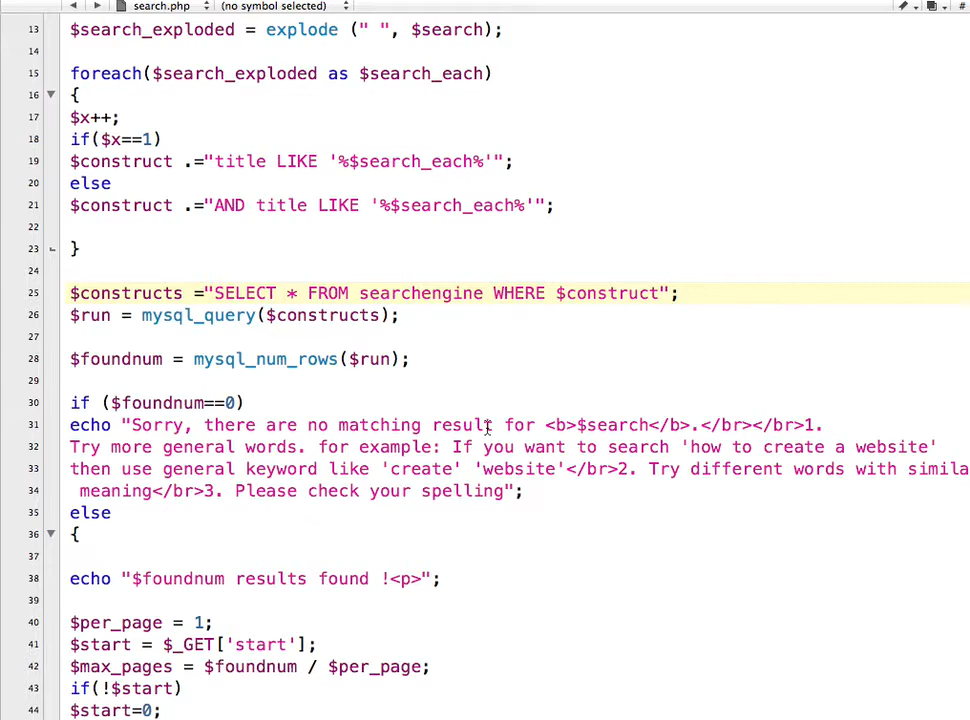 search.php (no symbol selected) #
13 $search_exploded = explode (" ", $search);
14
15 foreach($search_exploded as $search_each)
16 {
17 $x++;
18 if($x==1)
19 $construct .="title LIKE '%$search_each%'";
20 else
21 $construct .="AND title LIKE '%$search_each%'";
22
23 }
24
25 $constructs ="SELECT * FROM searchengine WHERE $construct";
26 $run = mysql_query($constructs);
27
28 $foundnum = mysql_num_rows($run);
29
30 if ($foundnum==0)
31 echo "Sorry, there are no matching result for <b>$search</b>.</br></br>1.
32 Try more general words. for example: If you want to search 'how to create a website'
33 then use general keyword like 'create' 'website'</br>2. Try different words with simila
34 meaning</br>3. Please check your spelling";
35 else
36 {
37
38 echo "$foundnum results found !<p>";
39
40 $per_page = 1;
41 $start = $_GET['start'];
42 $max_pages = $foundnum / $per_page;
43 if(!$start)
44 $start=0;